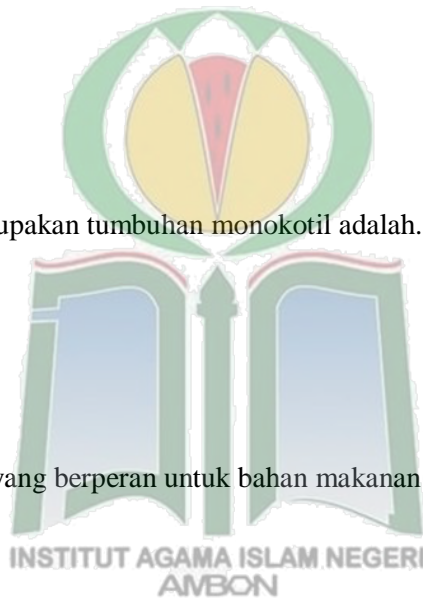 upakan tumbuhan monokotil adalah.
yang berperan untuk bahan makanan
INSTITUT AGAMA ISLAM NEGERI
AMBON